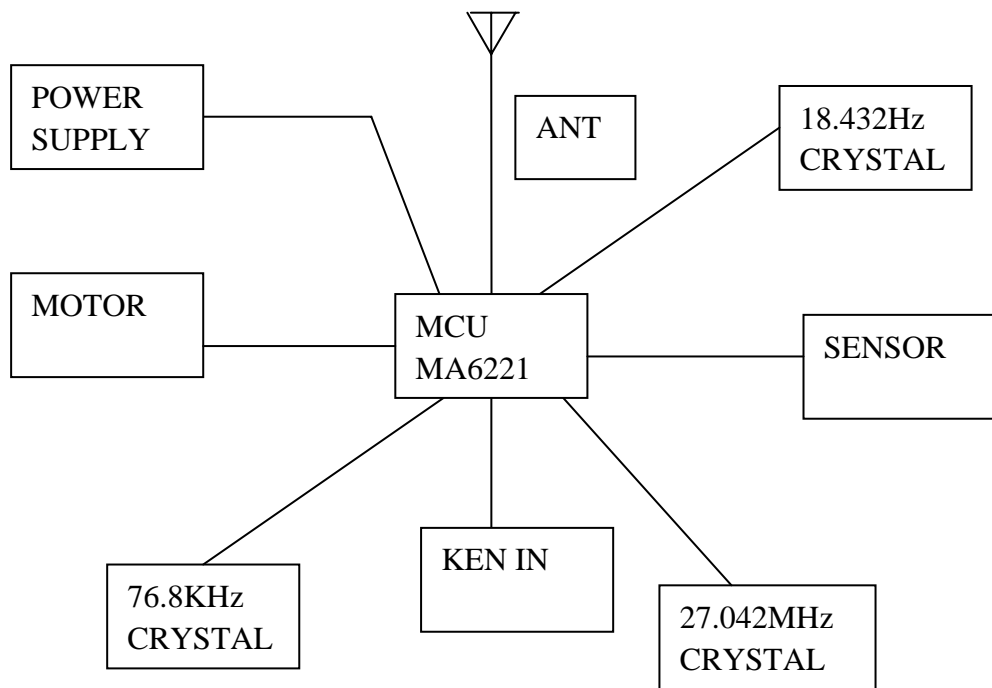 POWER
SUPPLY
ANT
18.432Hz
CRYSTAL
MOTOR
MCU
MA6221
SENSOR
76.8KHz
CRYSTAL
KEN IN
27.042MHz
CRYSTAL